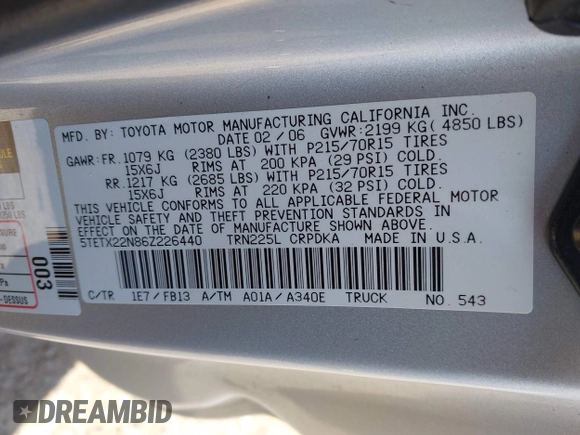 MFD. BY: TOYOTA MOTOR MANUFACTURING CALIFORNIA INC.
DATE 02 / 06 GVWR: 2199 KG( 4850 LBS)
GAWR: FR. 1079 KG (2380 LBS) WITH P215/70R15 TIRES
15X6J RIMS AT 200 KPA (29 PSI) COLD.
RR. 1217 KG (2685 LBS) WITH P215/70R15 TIRES
15X6J RIMS AT 220 KPA (32 PSI) COLD.
THIS VEHICLE CONFORMS TO ALL APPLICABLE FEDERAL MOTOR
VEHICLE SAFETY AND THEFT PREVENTION STANDARDS IN
EFFECT ON THE DATE OF MANUFACTURE SHOWN ABOVE.
5TETX22N86Z226440 TRN225L CRPDKA MADE IN U.S.A.
C/TR 1E7 / FB13 A/TM A01A / A340E TRUCK NO. 543
003
- DESSUS
DREAMBID